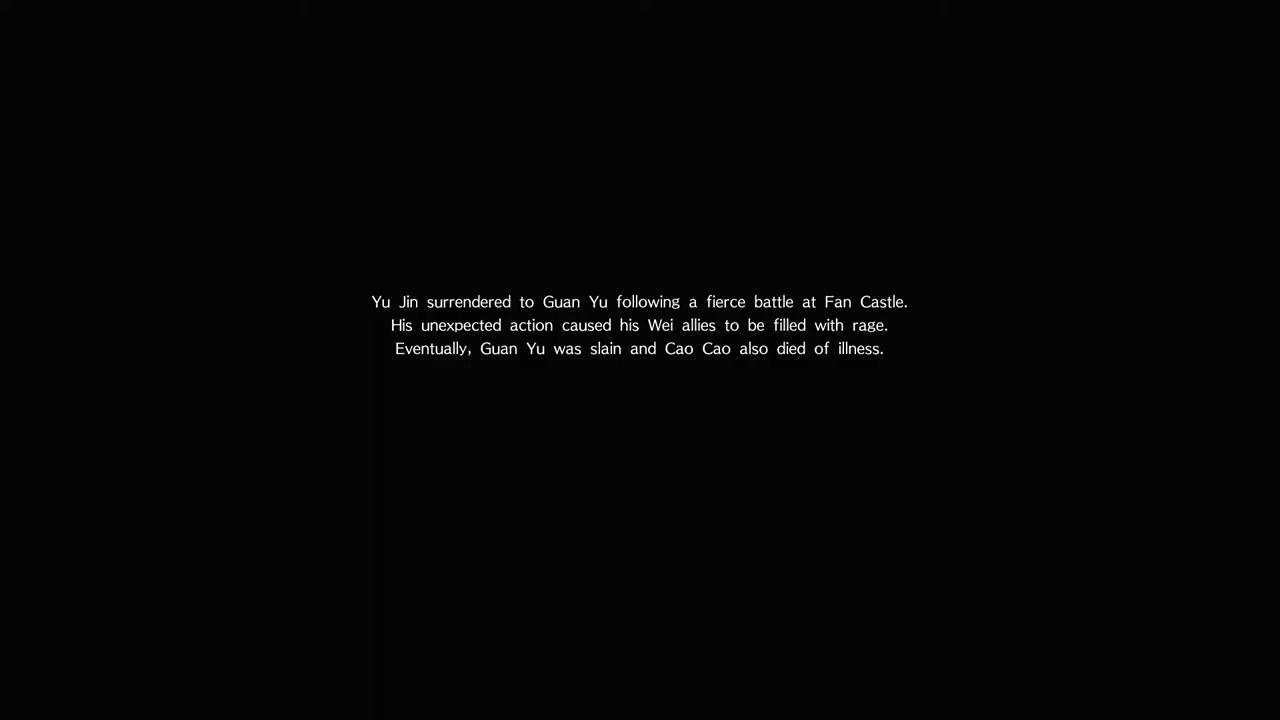 Yu Jin surrendered to Guan Yu following a fierce battle at Fan Castle.
His unexpected action caused his Wei allies to be filled with rage.
Eventually, Guan Yu was slain and Cao Cao also died of illness.